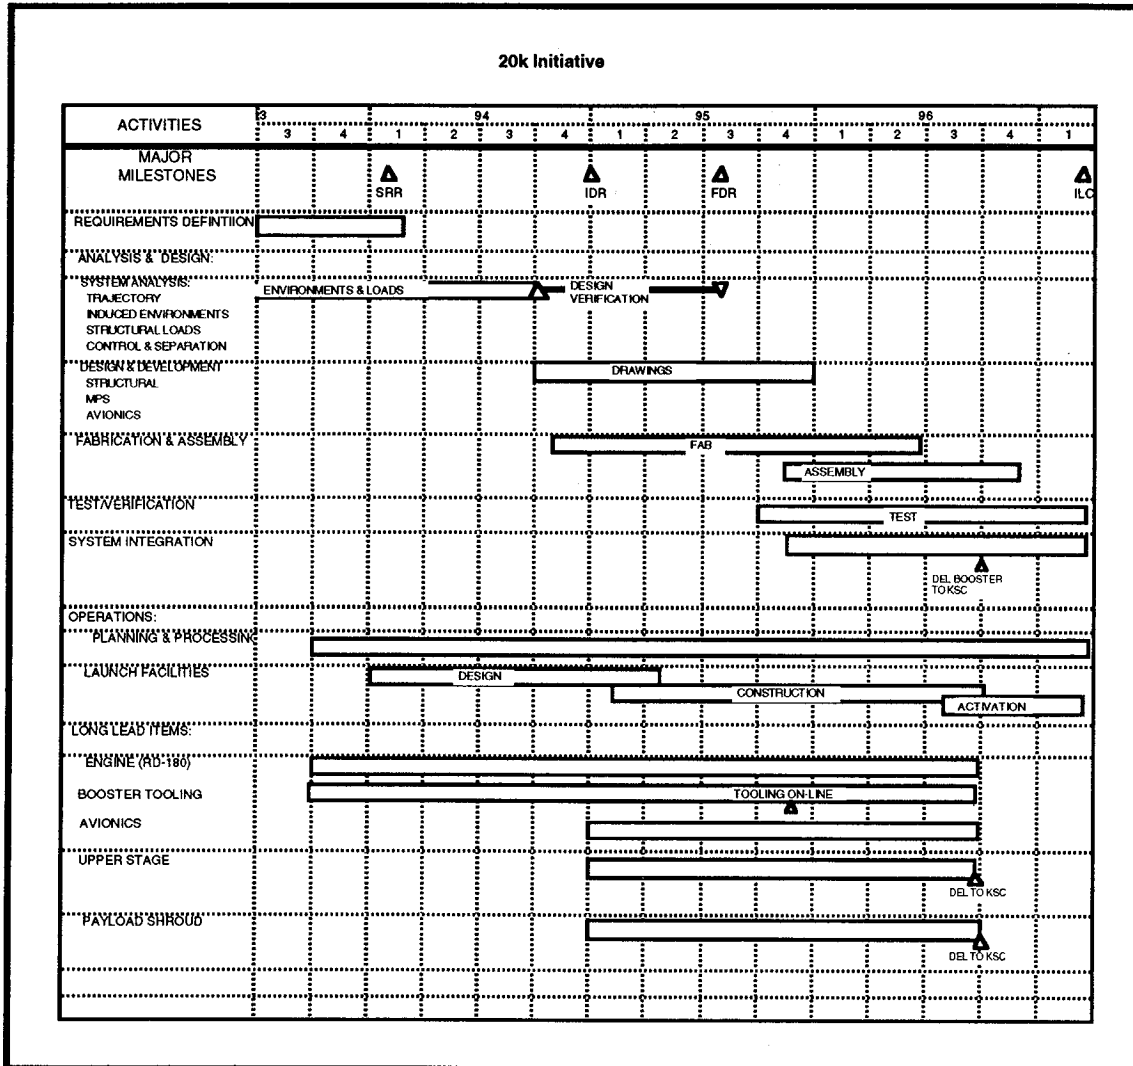 20k Initiative
ACTIVITIES
94 95 96
3 4 1 2 3 4 1 2 3 4 1 2 3 4 1
MAJOR
MILESTONES
SRR IDR FDR ILC
REQUIREMENTS DEFINTIION
ANALYSIS & DESIGN:
SYSTEM ANALYSIS:
ENVIRONMENTS & LOADS
DESIGN
VERIFICATION
TRAJECTORY
INDUCED ENVIRONMENTS
STRUCTURAL LOADS
CONTROL & SEPARATION
DESIGN & DEVELOPMENT
DRAWINGS
STRUCTURAL
MPS
AVIONICS
FABRICATION & ASSEMBLY
FAB
ASSEMBLY
TEST/VERIFICATION
TEST
SYSTEM INTEGRATION
DEL BOOSTER
TO KSC
OPERATIONS:
PLANNING & PROCESSING
LAUNCH FACILITIES
DESIGN
CONSTRUCTION
ACTIVATION
LONG LEAD ITEMS:
ENGINE (RD-180)
BOOSTER TOOLING
TOOLING ON-LINE
AVIONICS
UPPER STAGE
DEL TO KSC
PAYLOAD SHROUD
DEL TO KSC